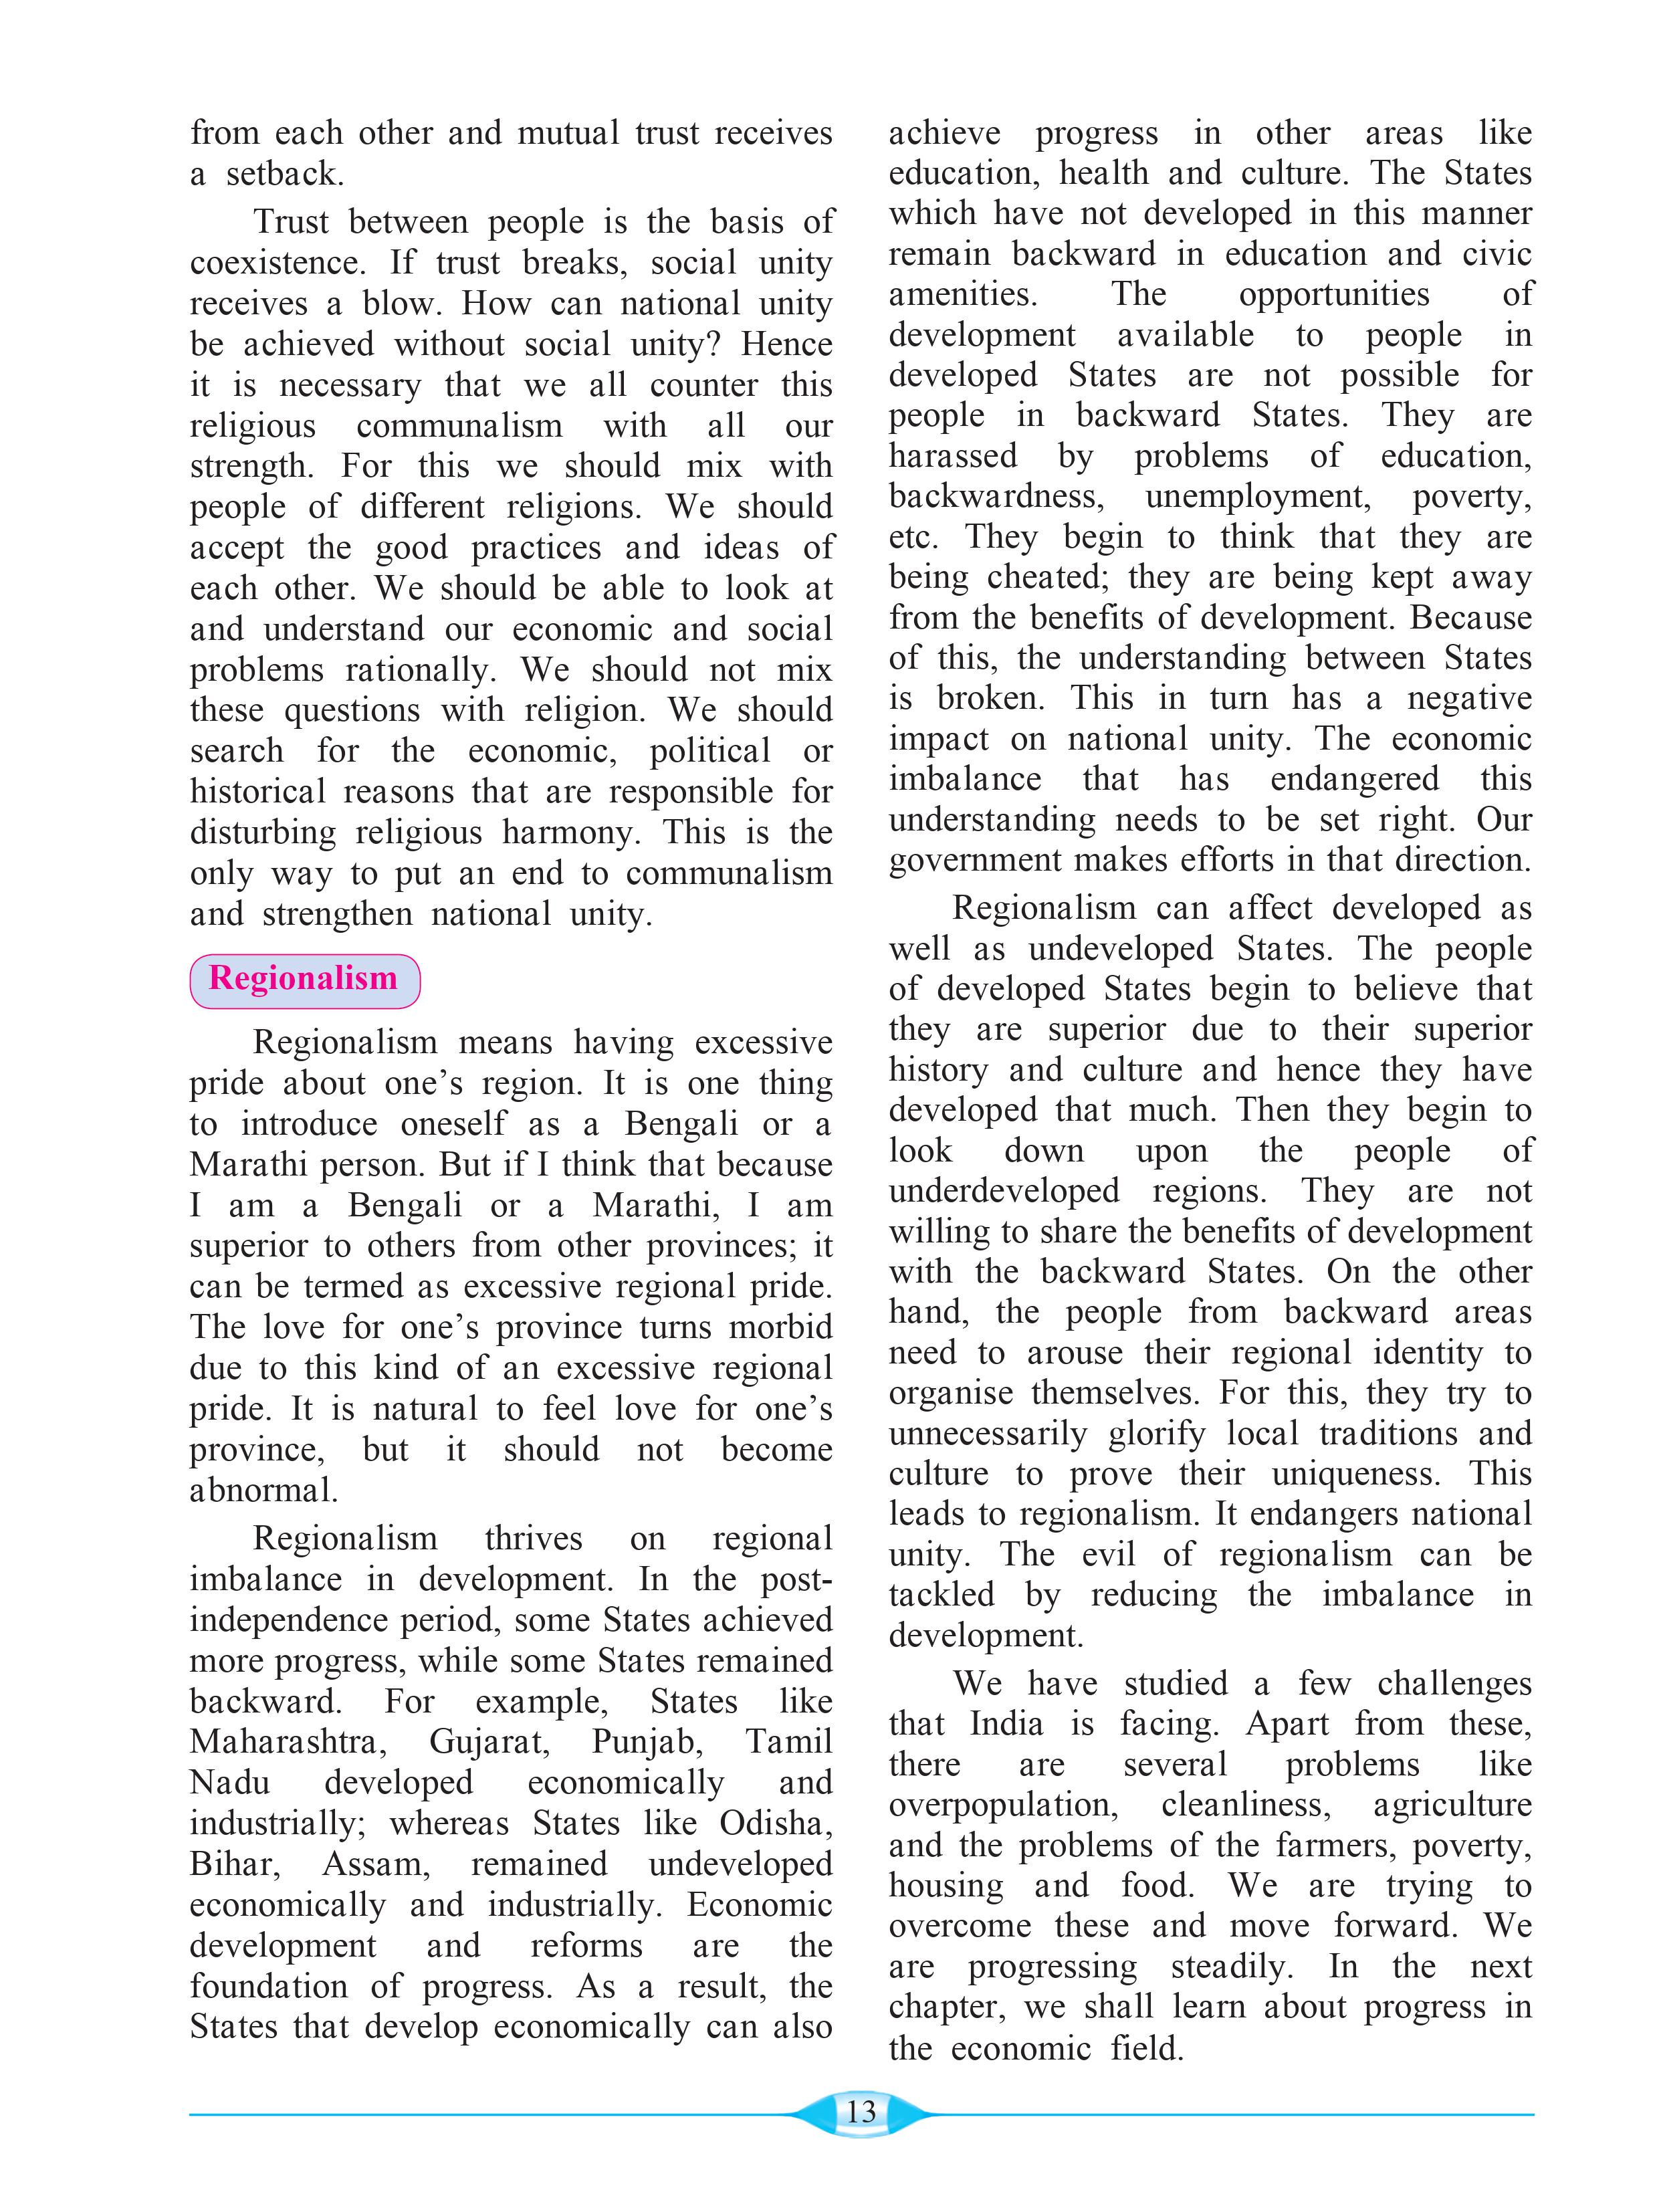 from each other and mutual trust receives
a setback.
Trust between people is the basis of
coexistence. If trust breaks, social unity
receives a blow. How can national unity
be achieved without social unity? Hence
it is necessary that we all counter this
religious communalism with all our
strength. For this we should mix with
people of different religions. We should
accept the good practices and ideas of
each other. We should be able to look at
and understand our economic and social
problems rationally. We should not mix
these questions with religion. We should
search for the economic, political or
historical reasons that are responsible for
disturbing religious harmony. This is the
only way to put an end to communalism
and strengthen national unity.
Regionalism
Regionalism means having excessive
pride about one’s region. It is one thing
to introduce oneself as a Bengali or a
Marathi person. But if I think that because
I am a Bengali or a Marathi, I am
superior to others from other provinces; it
can be termed as excessive regional pride.
The love for one’s province turns morbid
due to this kind of an excessive regional
pride. It is natural to feel love for one’s
province, but it should not become
abnormal.
Regionalism thrives on regional
imbalance in development. In the post-
independence period, some States achieved
more progress, while some States remained
backward. For example, States like
Maharashtra, Gujarat, Punjab, Tamil
Nadu developed economically and
industrially; whereas States like Odisha,
Bihar, Assam, remained undeveloped
economically and industrially. Economic
development and reforms are the
foundation of progress. As a result, the
States that develop economically can also
achieve progress in other areas like
education, health and culture. The States
which have not developed in this manner
remain backward in education and civic
amenities. The opportunities of
development available to people in
developed States are not possible for
people in backward States. They are
harassed by problems of education,
backwardness, unemployment, poverty,
etc. They begin to think that they are
being cheated; they are being kept away
from the benefits of development. Because
of this, the understanding between States
is broken. This in turn has a negative
impact on national unity. The economic
imbalance that has endangered this
understanding needs to be set right. Our
government makes efforts in that direction.
Regionalism can affect developed as
well as undeveloped States. The people
of developed States begin to believe that
they are superior due to their superior
history and culture and hence they have
developed that much. Then they begin to
look down upon the people of
underdeveloped regions. They are not
willing to share the benefits of development
with the backward States. On the other
hand, the people from backward areas
need to arouse their regional identity to
organise themselves. For this, they try to
unnecessarily glorify local traditions and
culture to prove their uniqueness. This
leads to regionalism. It endangers national
unity. The evil of regionalism can be
tackled by reducing the imbalance in
development.
We have studied a few challenges
that India is facing. Apart from these,
there are several problems like
overpopulation, cleanliness, agriculture
and the problems of the farmers, poverty,
housing and food. We are trying to
overcome these and move forward. We
are progressing steadily. In the next
chapter, we shall learn about progress in
the economic field.
13